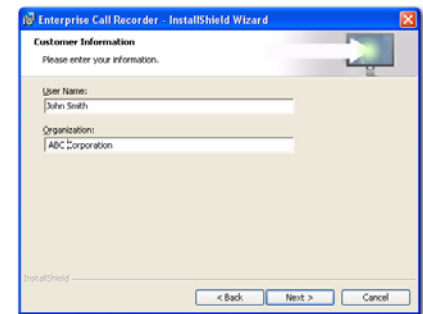 Enterprise Call Recorder - InstallShield Wizard
Customer Information
Please enter your information.
User Name:
John Smith
Organization:
ABC Corporation
InstallShield
< Back
Next >
Cancel